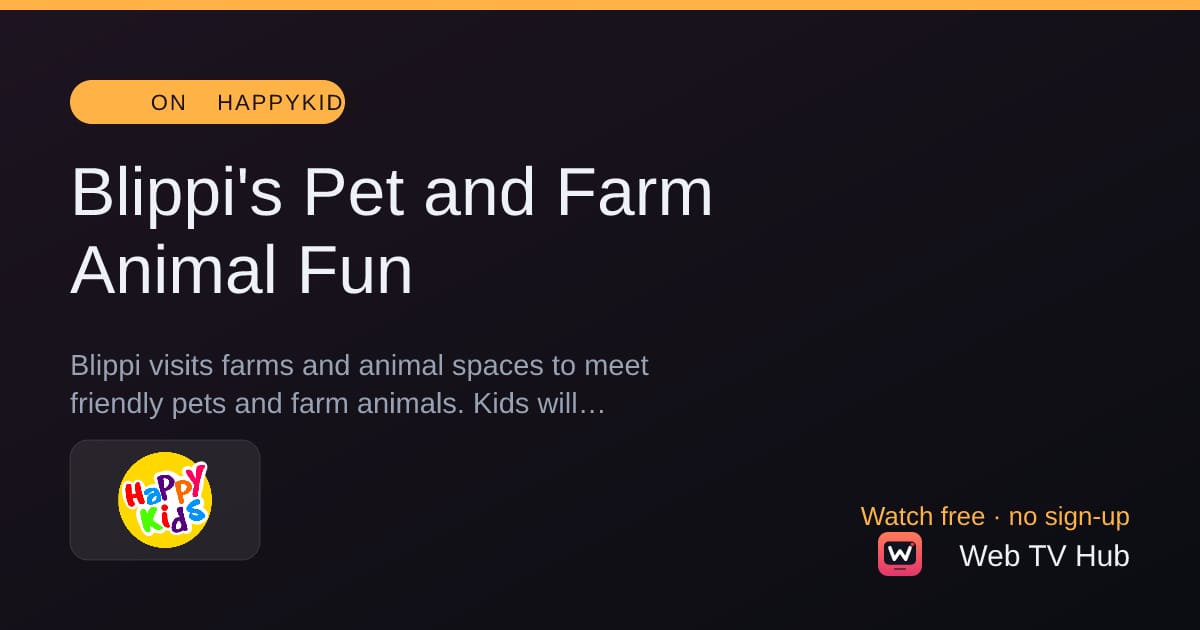 ON HAPPYKID
Blippi's Pet and Farm
Animal Fun
Blippi visits farms and animal spaces to meet
friendly pets and farm animals. Kids will…
HaPPY
Kids
Watch free · no sign-up
W
Web TV Hub